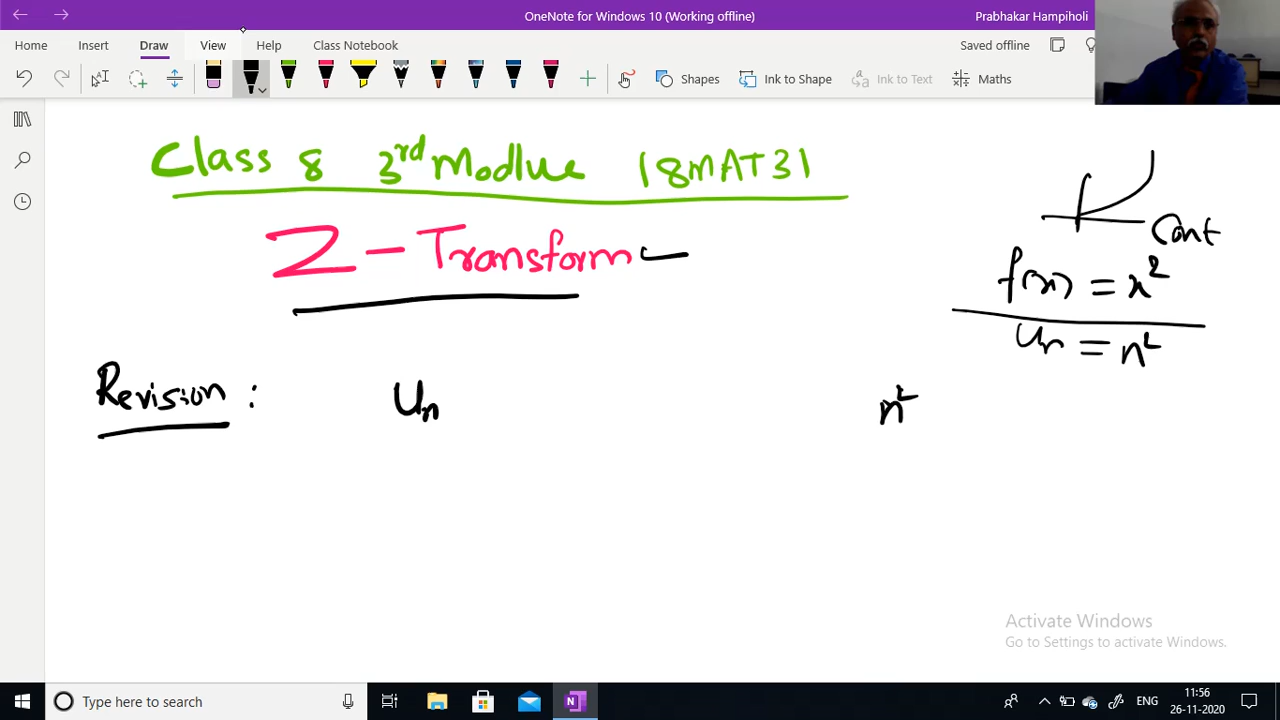 OneNote for Windows 10 (Working offline)
Prabhakar Hampiholi
Home Insert Draw View Help Class Notebook
Saved offline
Shapes Ink to Shape Ink to Text Maths
Class 8 3rd Modlue 18MAT31
Z - Transform
Cont
f(x) = x²
Un = n²
Revision : Un n²
Activate Windows
Go to Settings to activate Windows.
Type here to search
ENG
11:56
26-11-2020